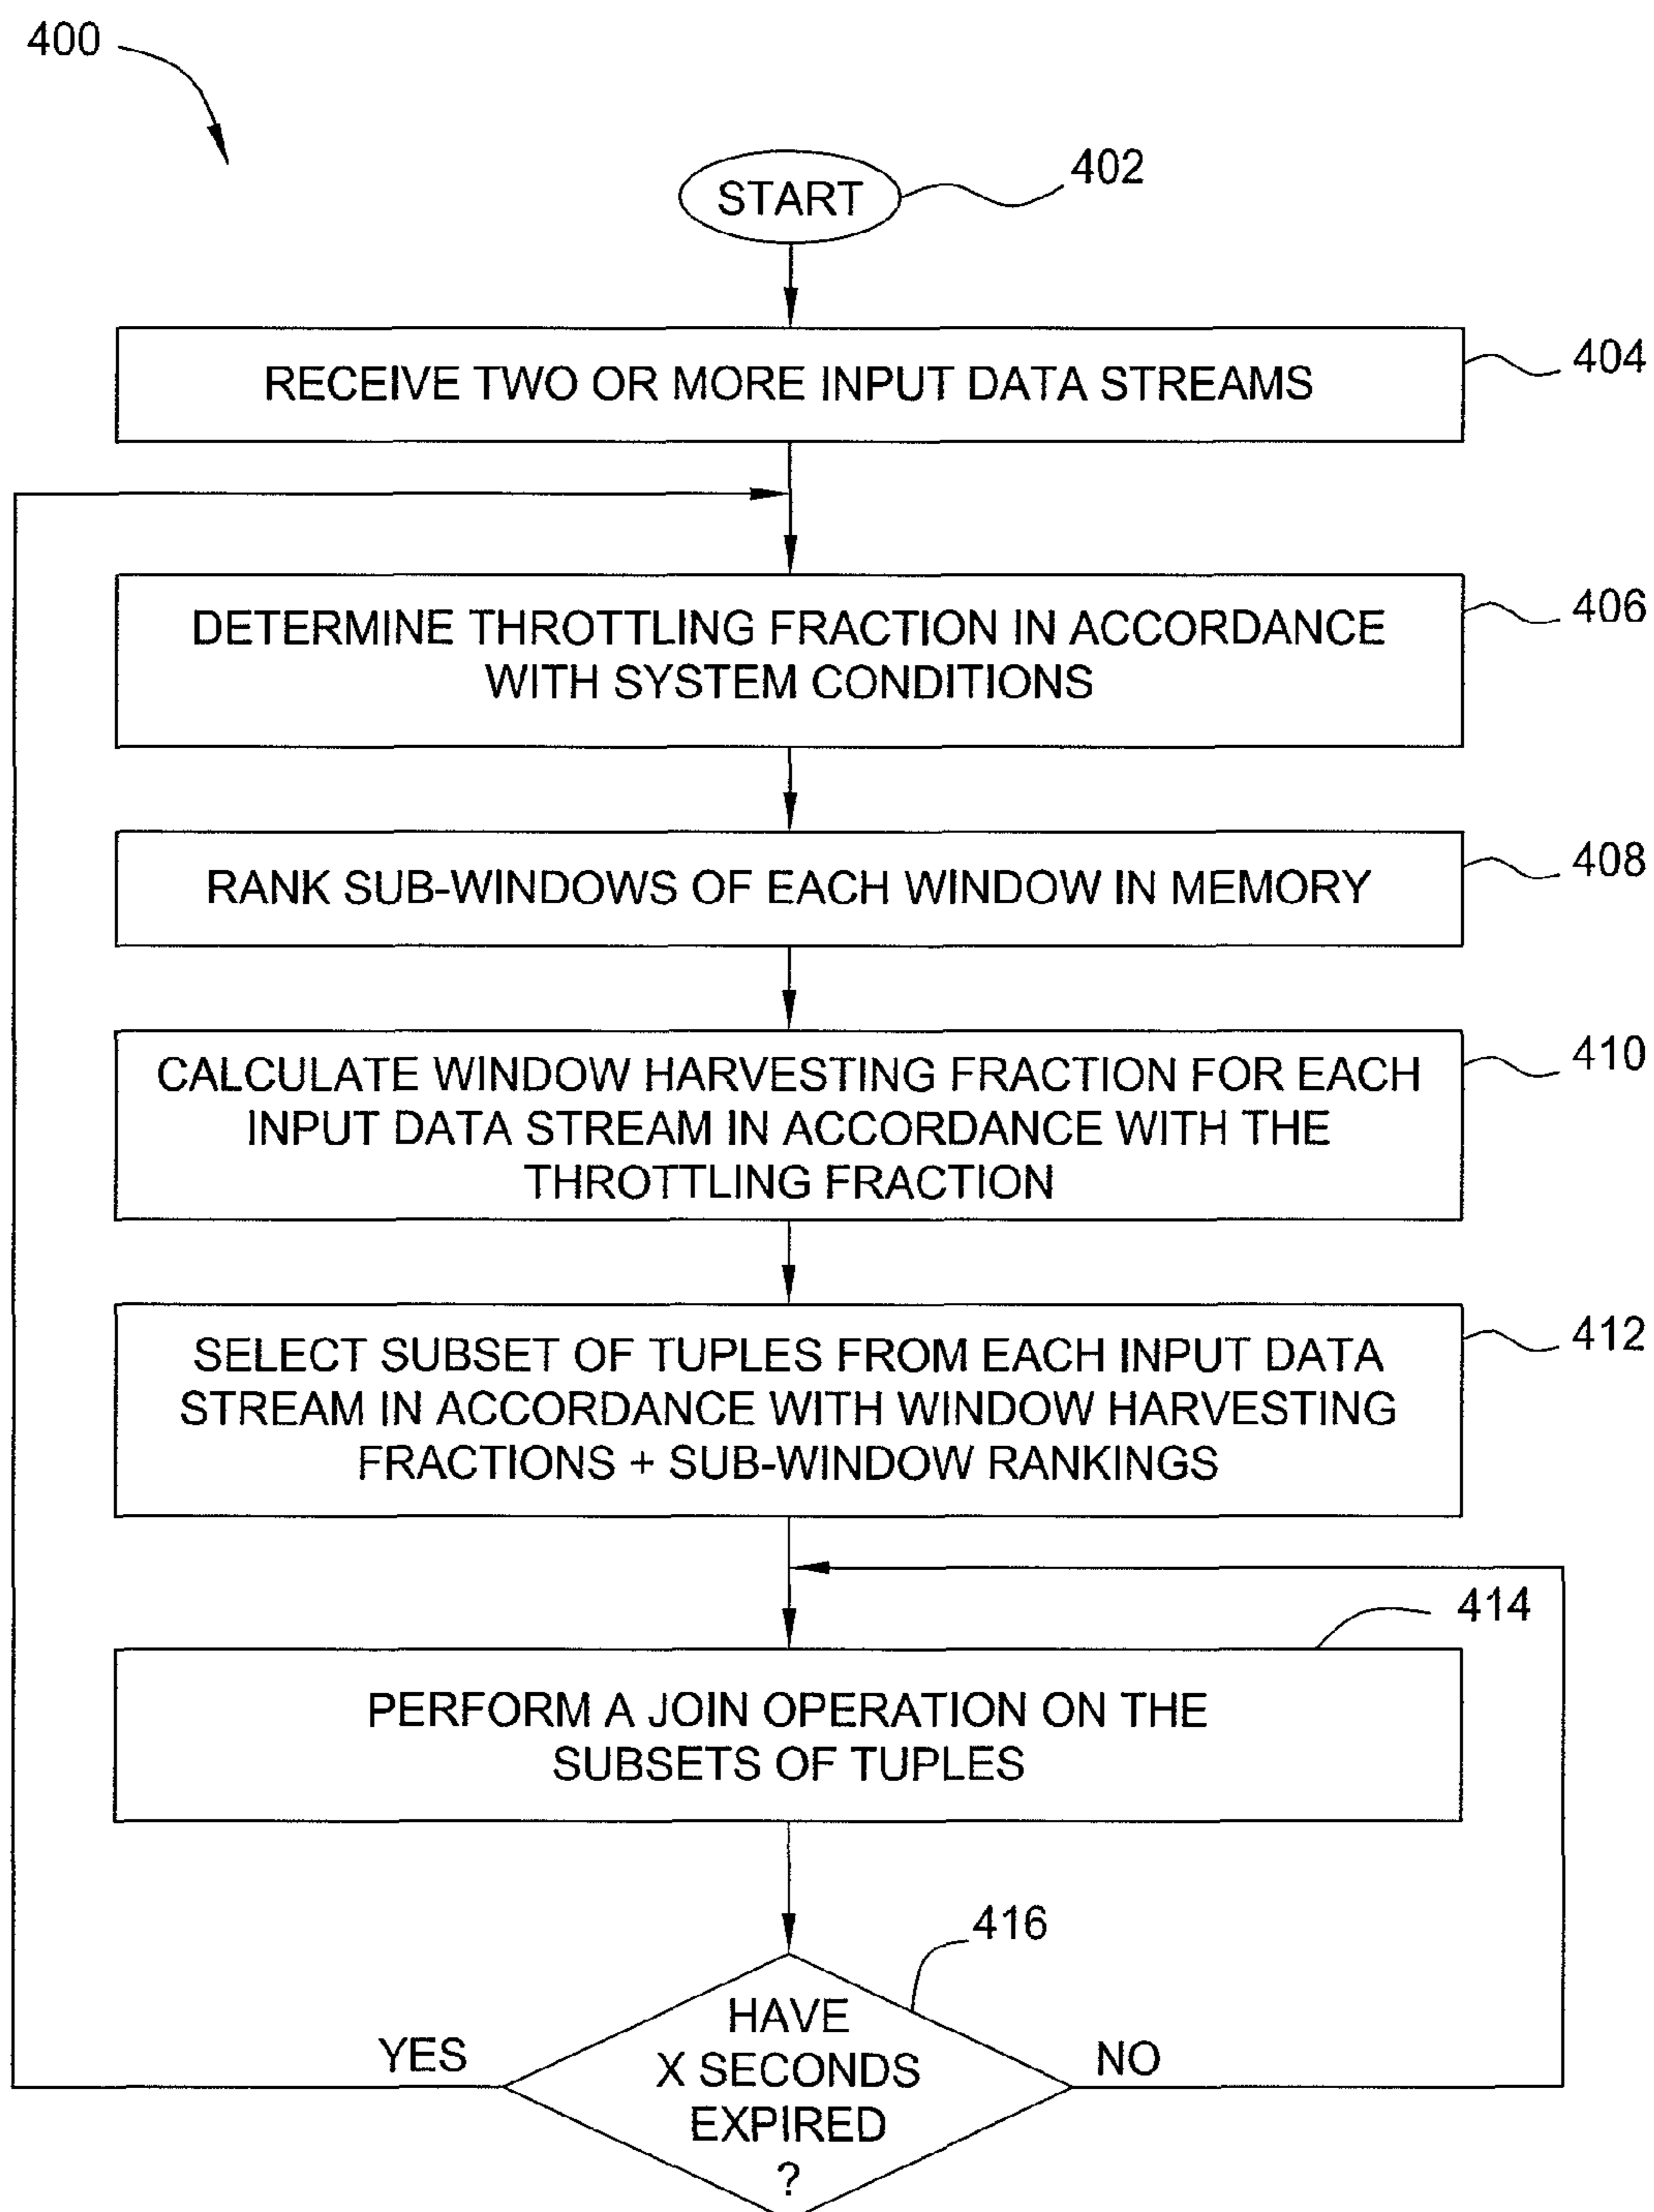 400
START
402
RECEIVE TWO OR MORE INPUT DATA STREAMS
404
DETERMINE THROTTLING FRACTION IN ACCORDANCE
WITH SYSTEM CONDITIONS
406
RANK SUB-WINDOWS OF EACH WINDOW IN MEMORY
408
CALCULATE WINDOW HARVESTING FRACTION FOR EACH
INPUT DATA STREAM IN ACCORDANCE WITH THE
THROTTLING FRACTION
410
SELECT SUBSET OF TUPLES FROM EACH INPUT DATA
STREAM IN ACCORDANCE WITH WINDOW HARVESTING
FRACTIONS + SUB-WINDOW RANKINGS
412
414
PERFORM A JOIN OPERATION ON THE
SUBSETS OF TUPLES
416
HAVE
X SECONDS
EXPIRED
?
YES
NO